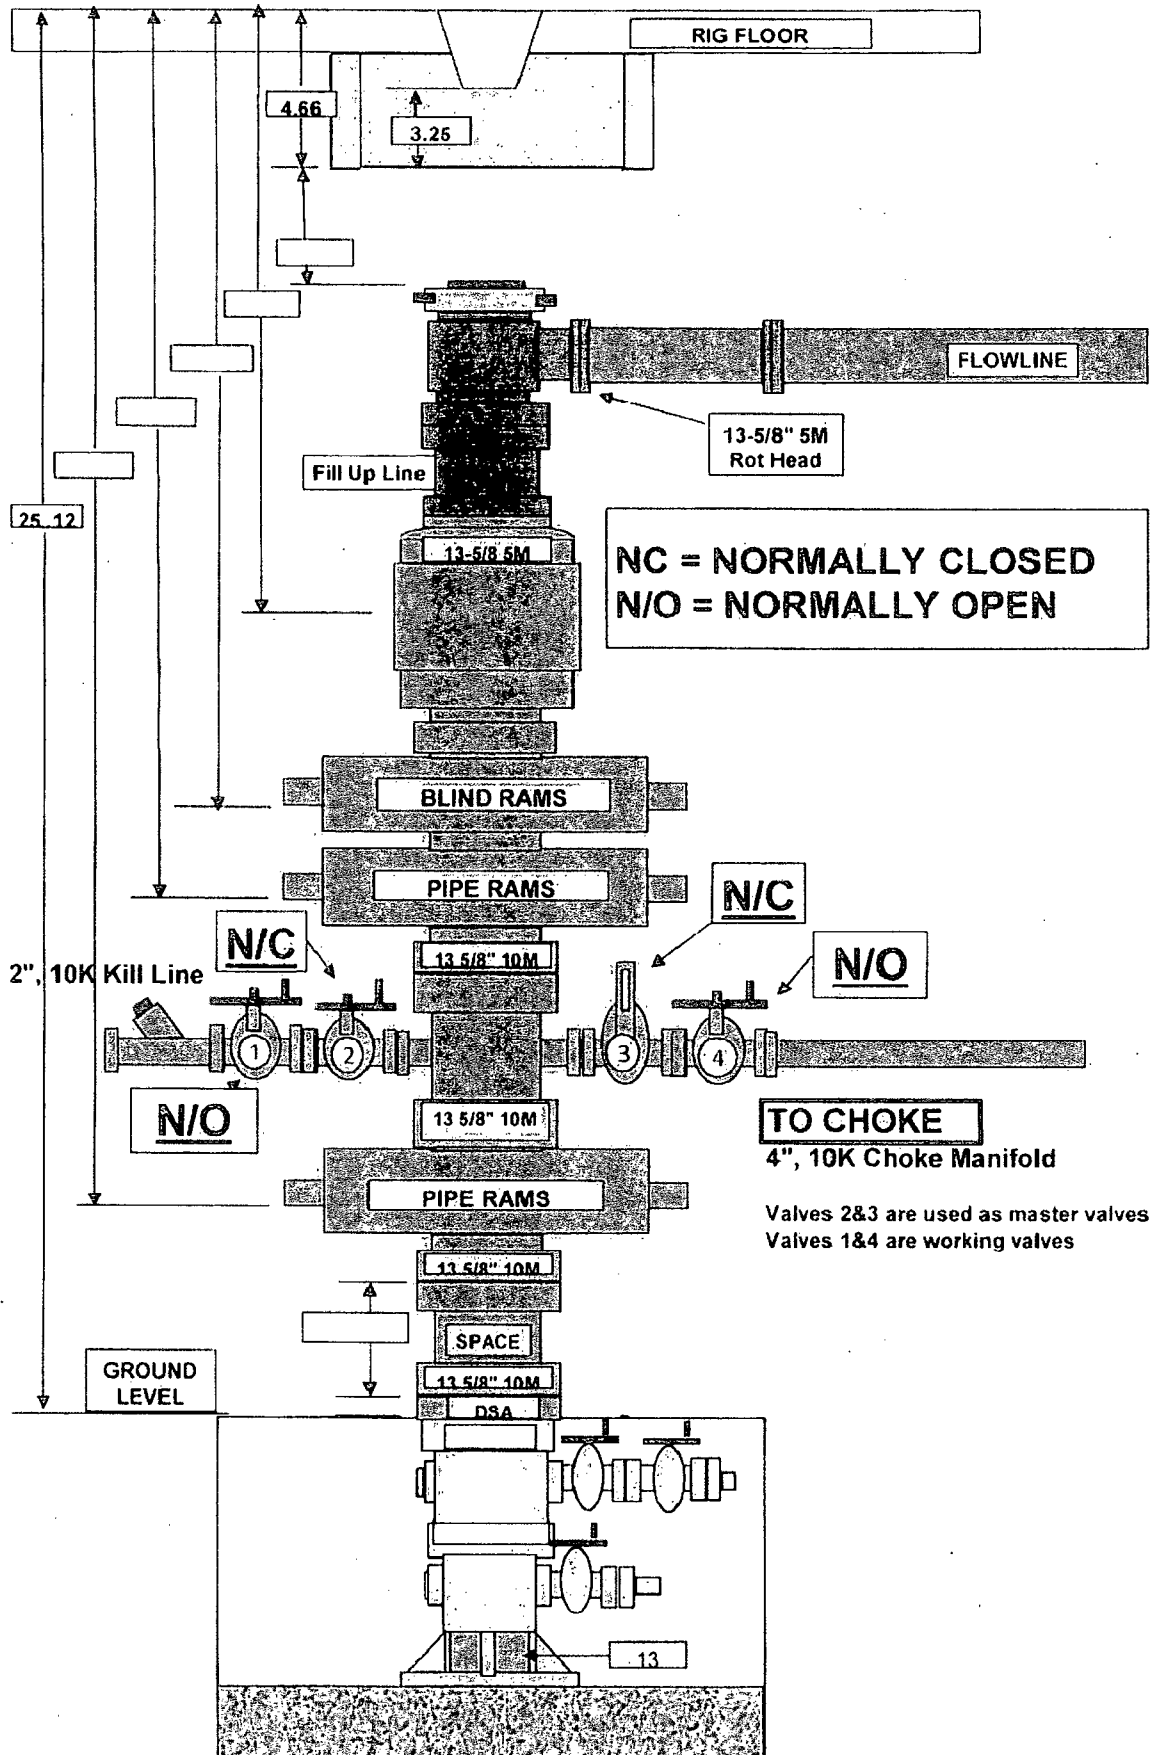 RIG FLOOR
4.66
3.25
FLOWLINE
13-5/8" 5M
Rot Head
Fill Up Line
25 .12
13-5/8 5M
NC = NORMALLY CLOSED
N/O = NORMALLY OPEN
BLIND RAMS
PIPE RAMS
N/C
N/C
13 5/8" 10M
N/O
2", 10K Kill Line
1
2
3
4
N/O
13 5/8" 10M
TO CHOKE
4", 10K Choke Manifold
PIPE RAMS
Valves 2&3 are used as master valves
Valves 1&4 are working valves
13 5/8" 10M
SPACE
GROUND
LEVEL
13 5/8" 10M
DSA
13